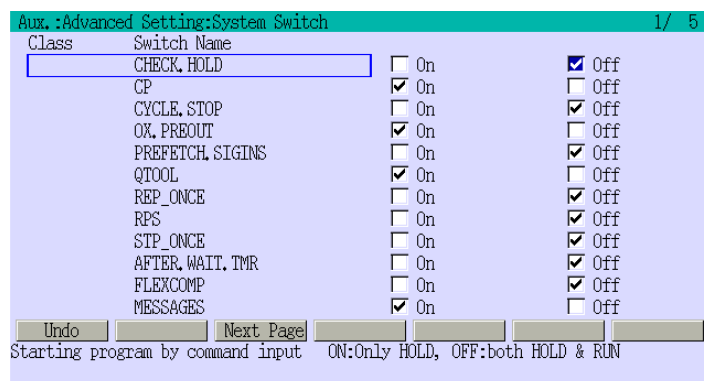 Aux.:Advanced Setting:System Switch 1/ 5
Class Switch Name
CHECK.HOLD On Off
CP On Off
CYCLE.STOP On Off
OX.PREOUT On Off
PREFETCH.SIGINS On Off
QTOOL On Off
REP_ONCE On Off
RPS On Off
STP_ONCE On Off
AFTER.WAIT.TMR On Off
FLEXCOMP On Off
MESSAGES On Off
Undo Next Page
Starting program by command input ON:Only HOLD, OFF:both HOLD & RUN